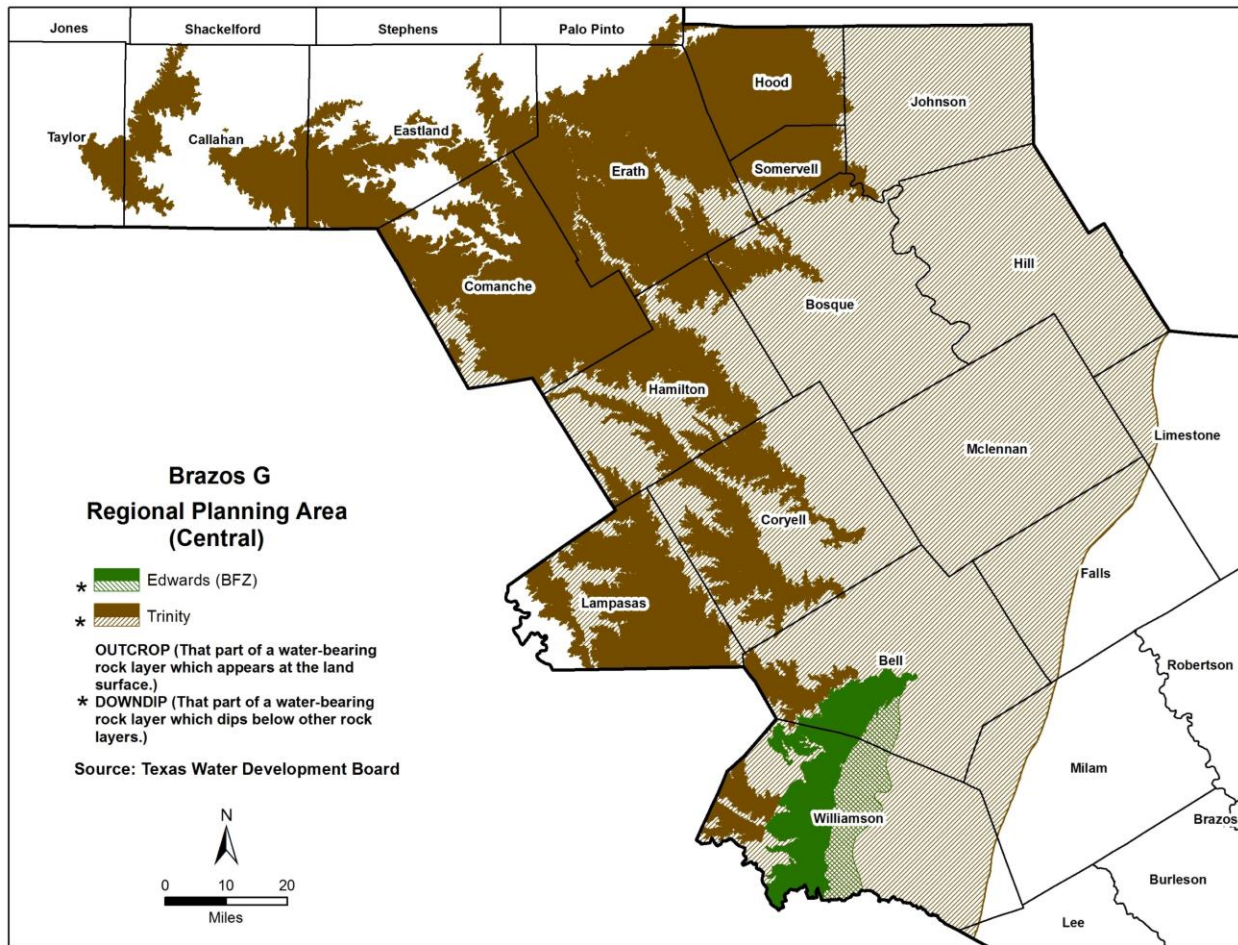 Jones
Shackelford
Stephens
Palo Pinto
Hood
Johnson
Taylor
Callahan
Eastland
Erath
Somervell
Comanche
Hill
Bosque
Hamilton
Mclennan
Limestone
Coryell
Falls
Lampasas
Bell
Robertson
Milam
Williamson
Brazos
Burleson
Lee
Brazos G
Regional Planning Area
(Central)
* Edwards (BFZ)
* Trinity
OUTCROP (That part of a water-bearing
rock layer which appears at the land
surface.)
* DOWNDIP (That part of a water-bearing
rock layer which dips below other rock
layers.)
Source: Texas Water Development Board
N
0 10 20
Miles